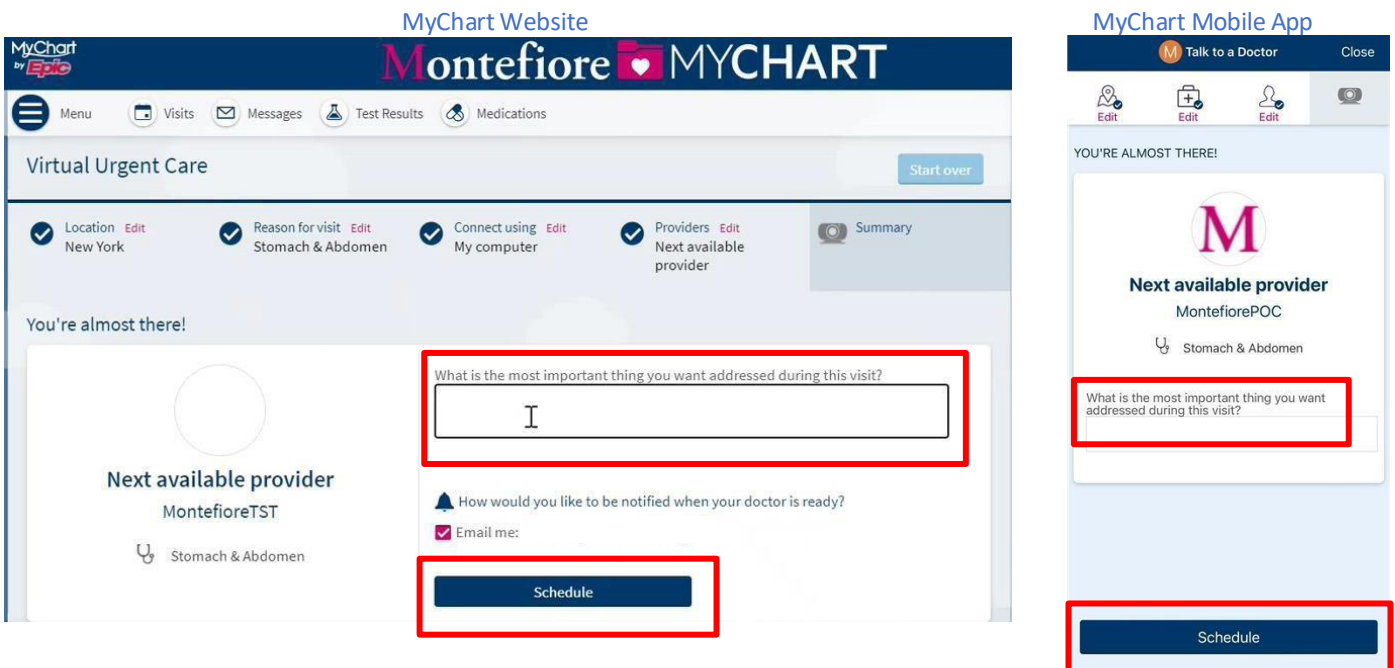 MyChart Website
MyChart
by Epic
Montefiore MYCHART
Menu Visits Messages Test Results Medications
Virtual Urgent Care
Start over
Location Edit
New York
Reason for visit Edit
Stomach & Abdomen
Connect using Edit
My computer
Providers Edit
Next available
provider
Summary
You're almost there!
Next available provider
MontefioreTST
Stomach & Abdomen
What is the most important thing you want addressed during this visit?
How would you like to be notified when your doctor is ready?
Email me:
Schedule
MyChart Mobile App
M Talk to a Doctor Close
Edit Edit Edit
YOU'RE ALMOST THERE!
M
Next available provider
MontefiorePOC
Stomach & Abdomen
What is the most important thing you want
addressed during this visit?
Schedule